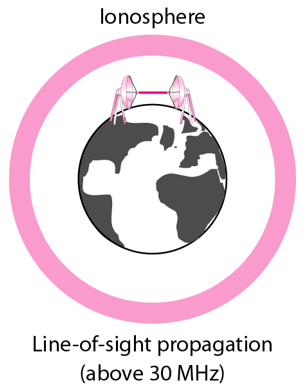 Ionosphere
Line-of-sight propagation
(above 30 MHz)